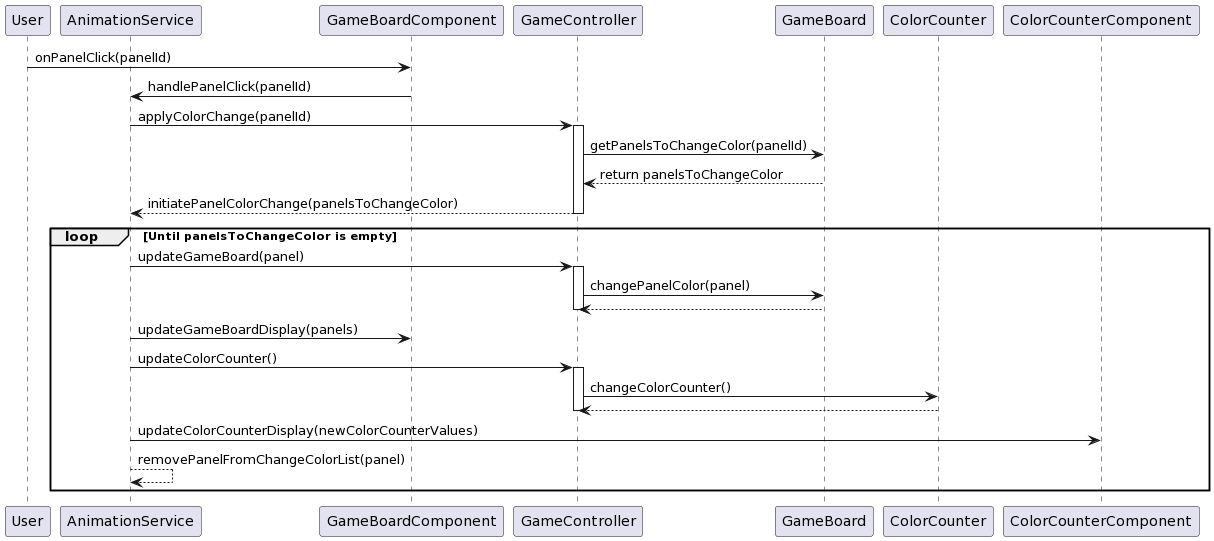 User AnimationService GameBoardComponent GameController GameBoard ColorCounter ColorCounterComponent
onPanelClick(panelId)
handlePanelClick(panelId)
applyColorChange(panelId)
getPanelsToChangeColor(panelId)
return panelsToChangeColor
initiatePanelColorChange(panelsToChangeColor)
loop [Until panelsToChangeColor is empty]
updateGameBoard(panel)
changePanelColor(panel)
updateGameBoardDisplay(panels)
updateColorCounter()
changeColorCounter()
updateColorCounterDisplay(newColorCounterValues)
removePanelFromChangeColorList(panel)
User AnimationService GameBoardComponent GameController GameBoard ColorCounter ColorCounterComponent